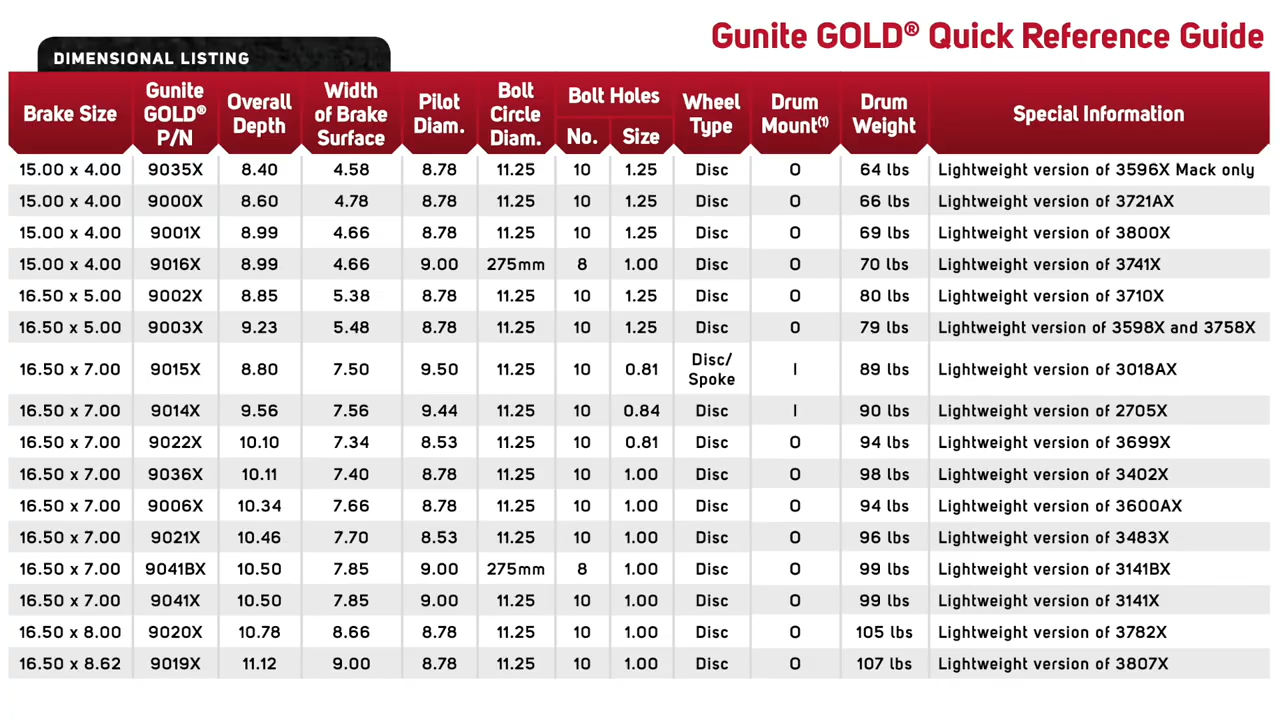 Gunite GOLD® Quick Reference Guide
DIMENSIONAL LISTING
Brake Size Gunite GOLD® P/N Overall Depth Width of Brake Surface Pilot Diam. Bolt Circle Diam. Bolt Holes No. Size Wheel Type Drum Mount(1) Drum Weight Special Information
15.00 x 4.00 9035X 8.40 4.58 8.78 11.25 10 1.25 Disc O 64 lbs Lightweight version of 3596X Mack only
15.00 x 4.00 9000X 8.60 4.78 8.78 11.25 10 1.25 Disc O 66 lbs Lightweight version of 3721AX
15.00 x 4.00 9001X 8.99 4.66 8.78 11.25 10 1.25 Disc O 69 lbs Lightweight version of 3800X
15.00 x 4.00 9016X 8.99 4.66 9.00 275mm 8 1.00 Disc O 70 lbs Lightweight version of 3741X
16.50 x 5.00 9002X 8.85 5.38 8.78 11.25 10 1.25 Disc O 80 lbs Lightweight version of 3710X
16.50 x 5.00 9003X 9.23 5.48 8.78 11.25 10 1.25 Disc O 79 lbs Lightweight version of 3598X and 3758X
16.50 x 7.00 9015X 8.80 7.50 9.50 11.25 10 0.81 Disc/ Spoke I 89 lbs Lightweight version of 3018AX
16.50 x 7.00 9014X 9.56 7.56 9.44 11.25 10 0.84 Disc I 90 lbs Lightweight version of 2705X
16.50 x 7.00 9022X 10.10 7.34 8.53 11.25 10 0.81 Disc O 94 lbs Lightweight version of 3699X
16.50 x 7.00 9036X 10.11 7.40 8.78 11.25 10 1.00 Disc O 98 lbs Lightweight version of 3402X
16.50 x 7.00 9006X 10.34 7.66 8.78 11.25 10 1.00 Disc O 94 lbs Lightweight version of 3600AX
16.50 x 7.00 9021X 10.46 7.70 8.53 11.25 10 1.00 Disc O 96 lbs Lightweight version of 3483X
16.50 x 7.00 9041BX 10.50 7.85 9.00 275mm 8 1.00 Disc O 99 lbs Lightweight version of 3141BX
16.50 x 7.00 9041X 10.50 7.85 9.00 11.25 10 1.00 Disc O 99 lbs Lightweight version of 3141X
16.50 x 8.00 9020X 10.78 8.66 8.78 11.25 10 1.00 Disc O 105 lbs Lightweight version of 3782X
16.50 x 8.62 9019X 11.12 9.00 8.78 11.25 10 1.00 Disc O 107 lbs Lightweight version of 3807X